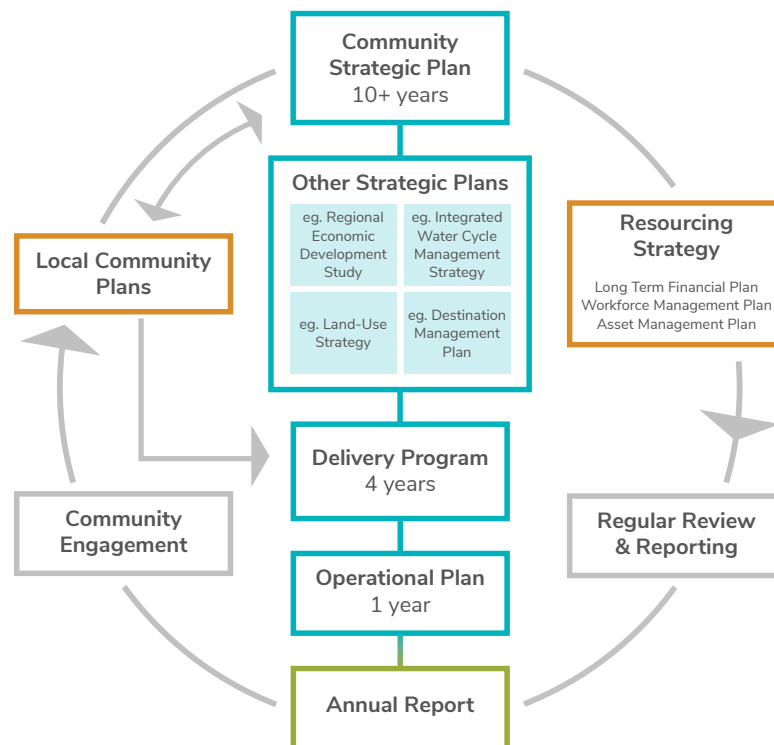 Community
Strategic Plan
10+ years
Other Strategic Plans
eg. Regional
Economic
Development
Study
eg. Integrated
Water Cycle
Management
Strategy
eg. Land-Use
Strategy
eg. Destination
Management
Plan
Local Community
Plans
Resourcing
Strategy
Long Term Financial Plan
Workforce Management Plan
Asset Management Plan
Delivery Program
4 years
Community
Engagement
Regular Review
& Reporting
Operational Plan
1 year
Annual Report